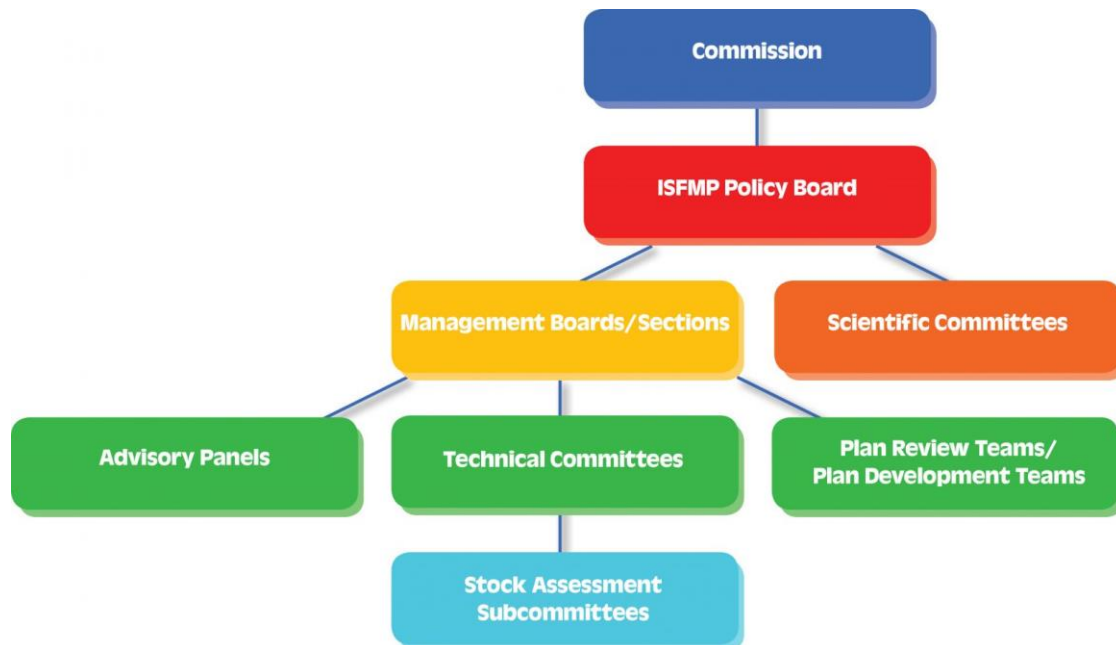 Commission
ISFMP Policy Board
Management Boards/Sections
Scientific Committees
Advisory Panels
Technical Committees
Plan Review Teams/
Plan Development Teams
Stock Assessment
Subcommittees